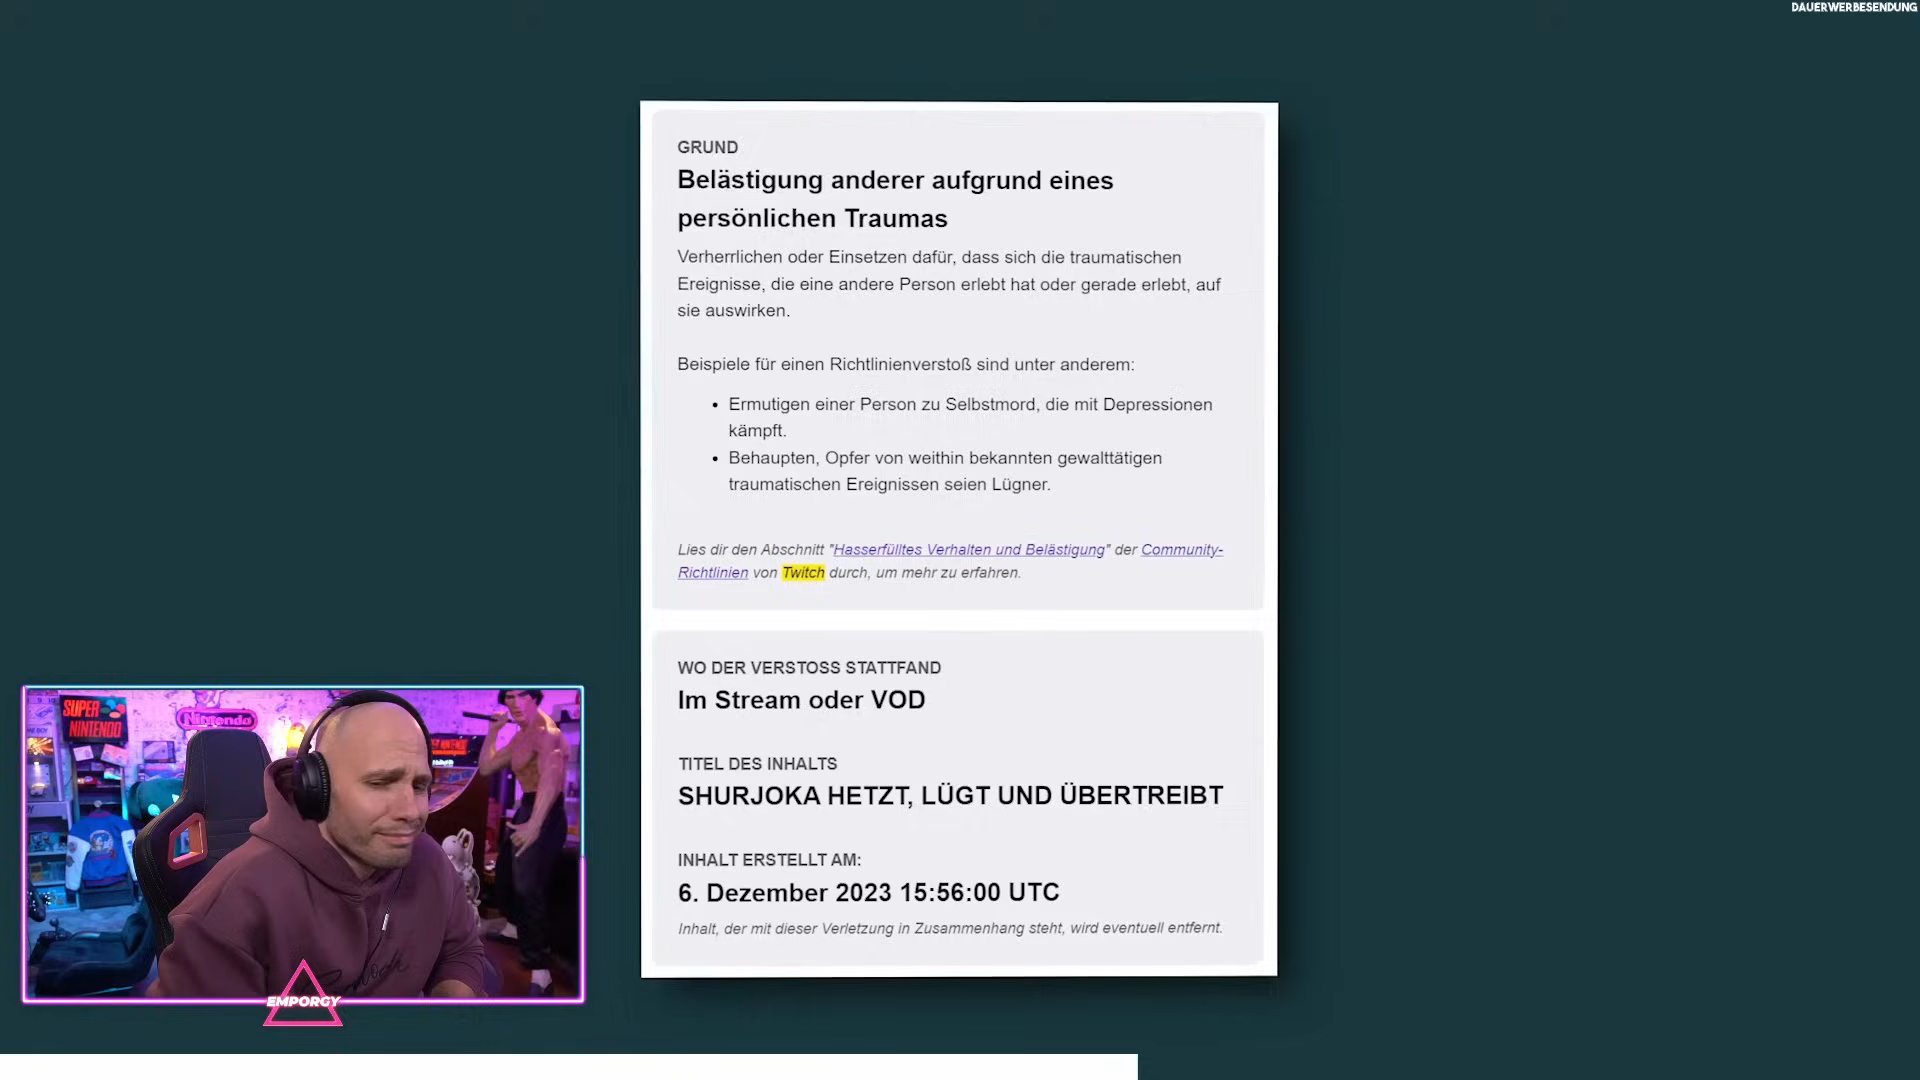 DAUERWERBESENDUNG
GRUND
Belästigung anderer aufgrund eines
persönlichen Traumas
Verherrlichen oder Einsetzen dafür, dass sich die traumatischen
Ereignisse, die eine andere Person erlebt hat oder gerade erlebt, auf
sie auswirken.
Beispiele für einen Richtlinienverstoß sind unter anderem:
• Ermutigen einer Person zu Selbstmord, die mit Depressionen
kämpft.
• Behaupten, Opfer von weithin bekannten gewalttätigen
traumatischen Ereignissen seien Lügner.
Lies dir den Abschnitt "Hasserfülltes Verhalten und Belästigung" der Community-
Richtlinien von Twitch durch, um mehr zu erfahren.
WO DER VERSTOSS STATTFAND
Im Stream oder VOD
TITEL DES INHALTS
SHURJOKA HETZT, LÜGT UND ÜBERTREIBT
INHALT ERSTELLT AM:
6. Dezember 2023 15:56:00 UTC
Inhalt, der mit dieser Verletzung in Zusammenhang steht, wird eventuell entfernt.
SUPER
NINTENDO
Nintendo
EMPORGY